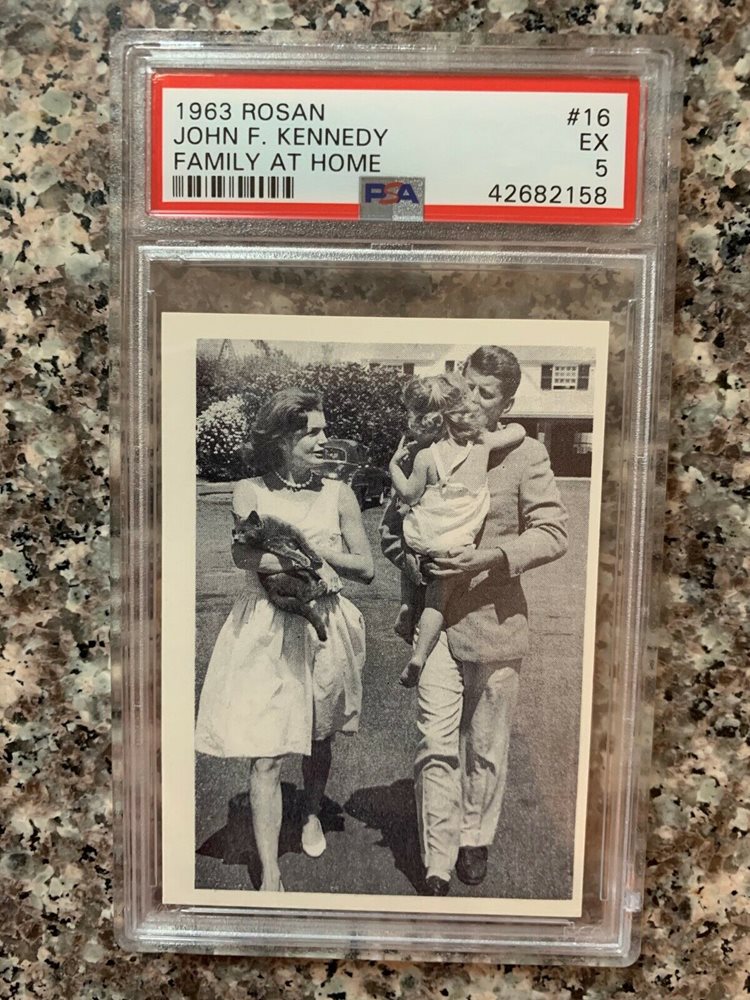 1963 ROSAN #16
JOHN F. KENNEDY EX
FAMILY AT HOME 5
PSA 42682158